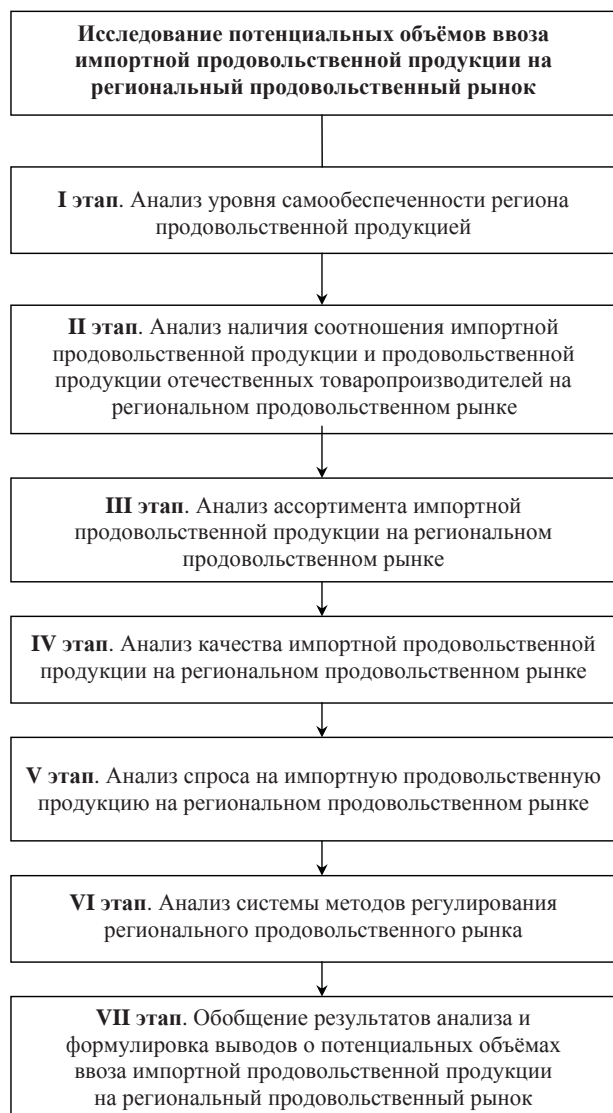 Исследование потенциальных объёмов ввоза
импортной продовольственной продукции на
региональный продовольственный рынок
I этап. Анализ уровня самообеспеченности региона
продовольственной продукцией
II этап. Анализ наличия соотношения импортной
продовольственной продукции и продовольственной
продукции отечественных товаропроизводителей на
региональном продовольственном рынке
III этап. Анализ ассортимента импортной
продовольственной продукции на региональном
продовольственном рынке
IV этап. Анализ качества импортной продовольственной
продукции на региональном продовольственном рынке
V этап. Анализ спроса на импортную продовольственную
продукцию на региональном продовольственном рынке
VI этап. Анализ системы методов регулирования
регионального продовольственного рынка
VII этап. Обобщение результатов анализа и
формулировка выводов о потенциальных объёмах
ввоза импортной продовольственной продукции
на региональный продовольственный рынок